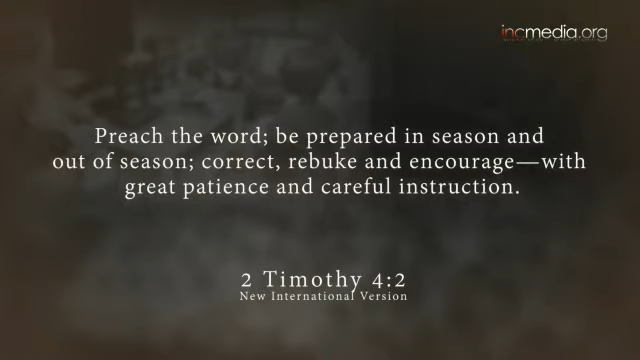 incmedia.org
Preach the word; be prepared in season and
out of season; correct, rebuke and encourage—with
great patience and careful instruction.
2 Timothy 4:2
New International Version